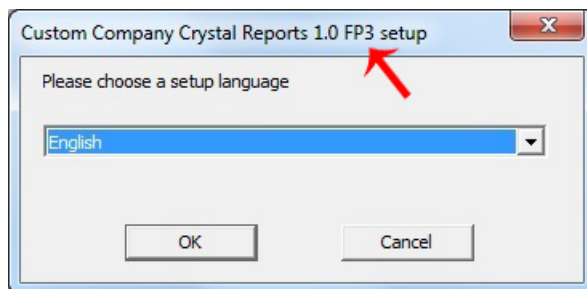 Custom Company Crystal Reports 1.0 FP3 setup
Please choose a setup language
English
OK
Cancel